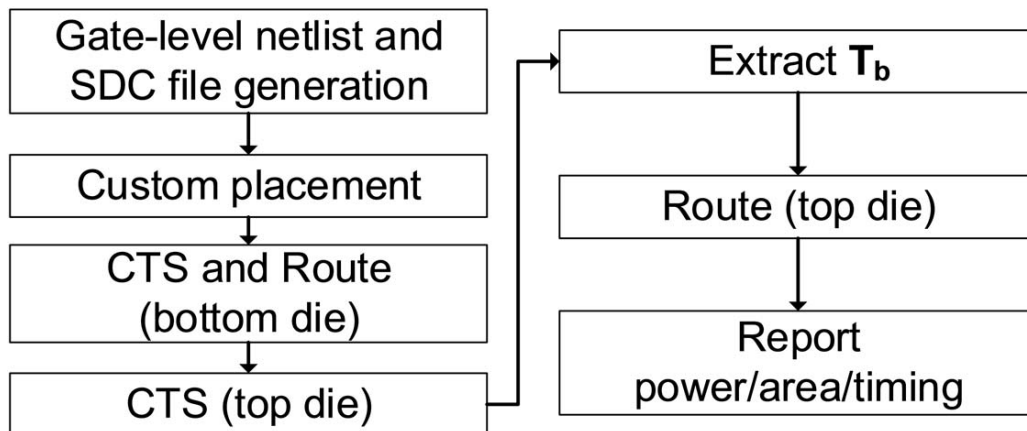 Gate-level netlist and
SDC file generation
Custom placement
CTS and Route
(bottom die)
CTS (top die)
Extract Tb
Route (top die)
Report
power/area/timing